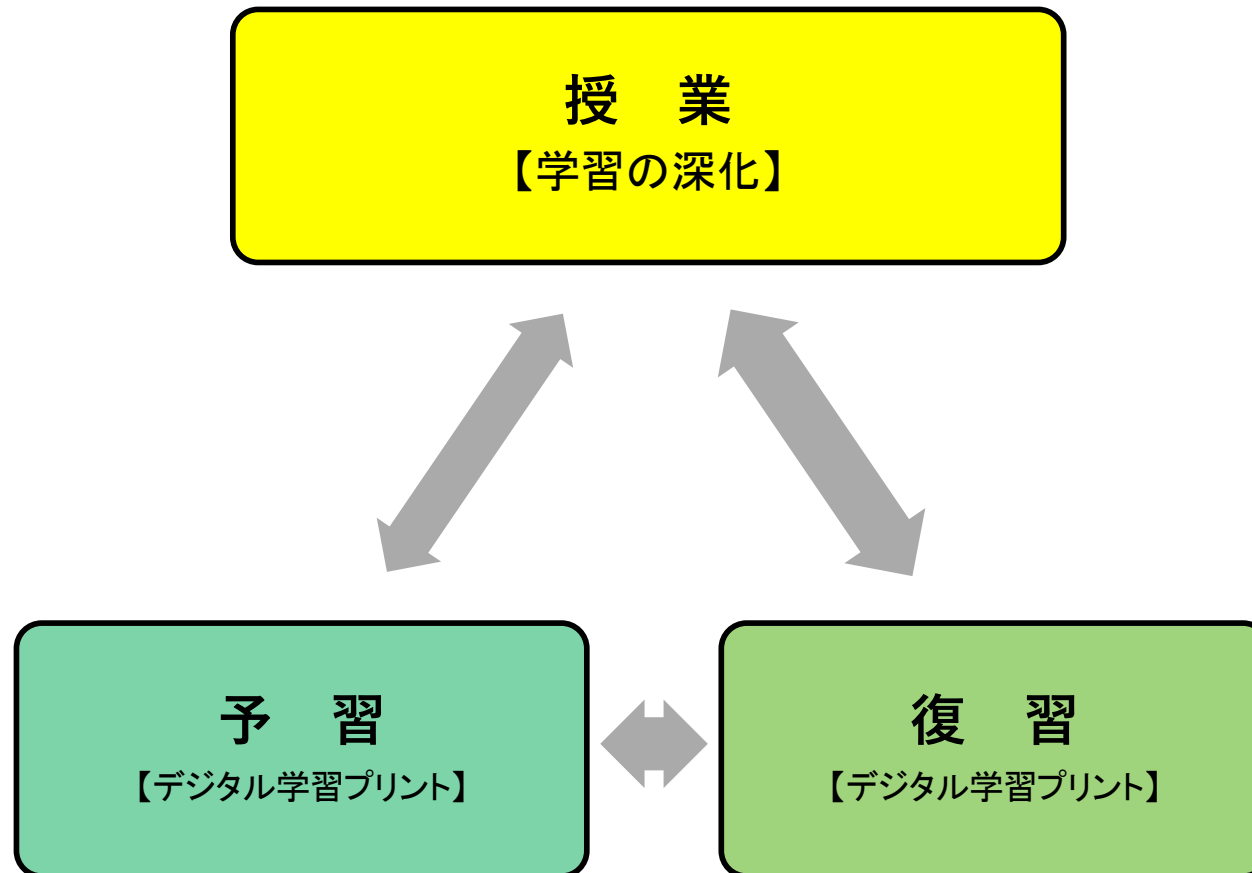 授　業
【学習の深化】
予　習
【デジタル学習プリント】
復　習
【デジタル学習プリント】